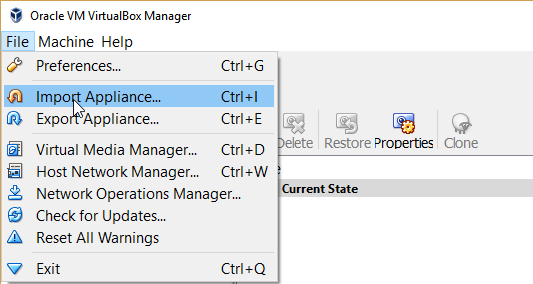 Oracle VM VirtualBox Manager
File Machine Help
Preferences... Ctrl+G
Import Appliance... Ctrl+I
Export Appliance... Ctrl+E
Delete Restore Properties Clone
Virtual Media Manager... Ctrl+D
Host Network Manager... Ctrl+W
Network Operations Manager...
Current State
Check for Updates...
Reset All Warnings
Exit Ctrl+Q